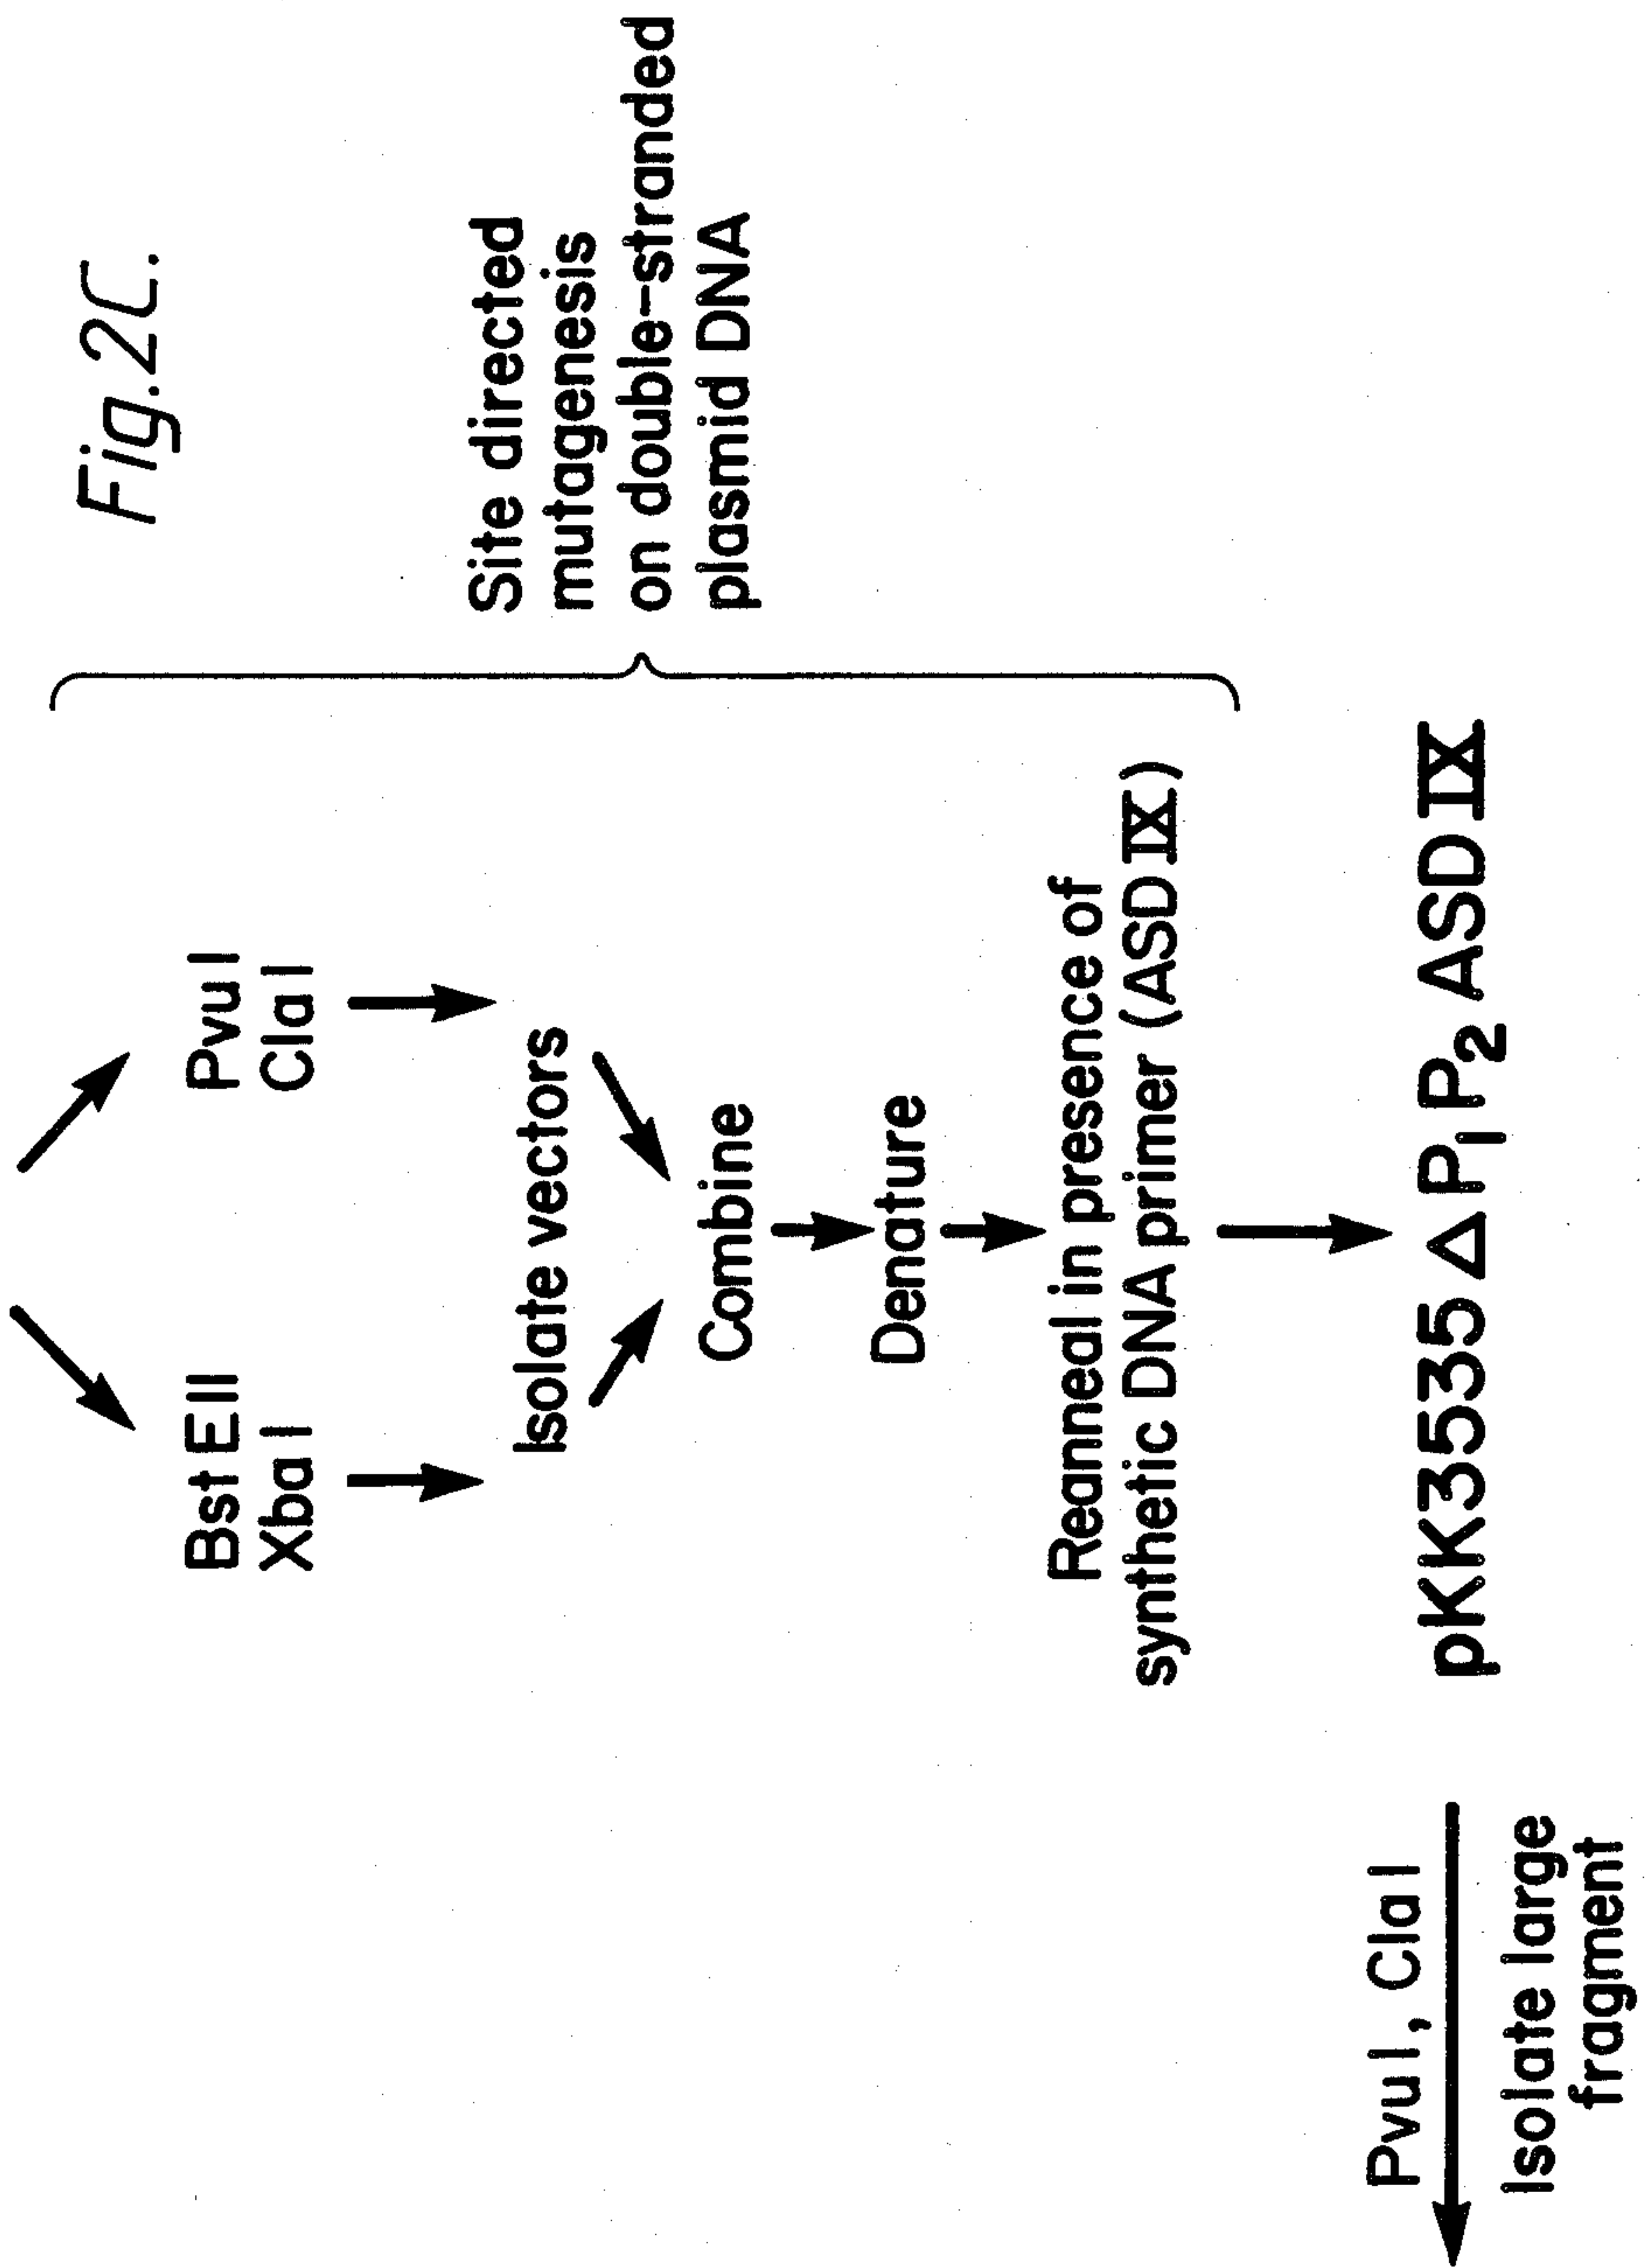 Fig.2C.
Bst EII
Xba I
Pvu I
Cla I
Isolate vectors
Combine
Denature
Reanneal in presence of
synthetic DNA primer (ASD IX)
Site directed
mutagenesis
on double-stranded
plasmid DNA
pKK3535 △ P₁ P₂ ASD IX
Pvu I, Cla I
Isolate large
fragment